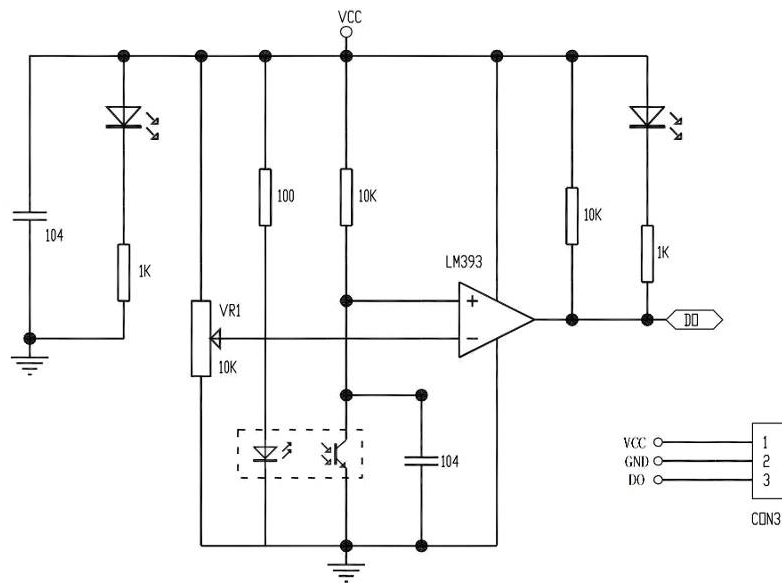 VCC
104
1K
100
10K
VR1
10K
LM393
+
−
10K
1K
DO
104
VCC 1
GND 2
DO 3
CON3